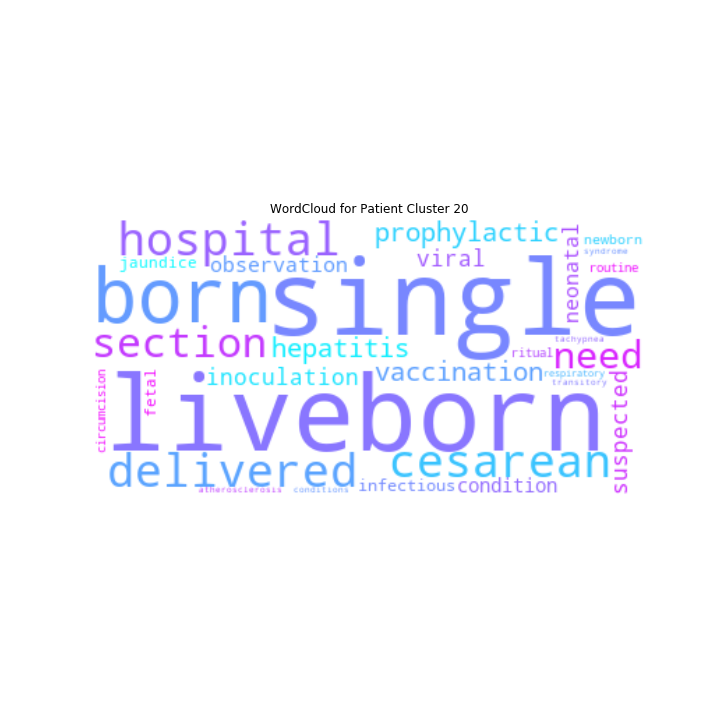 WordCloud for Patient Cluster 20
hospital
prophylactic
neonatal
newborn
syndrome
jaundice
observation
viral
routine
born
single
section
hepatitis
tachypnea
ritual
need
inoculation
vaccination
respiratory
transitory
circumcision
fetal
liveborn
suspected
delivered
cesarean
atherosclerosis
conditions
infectious
condition